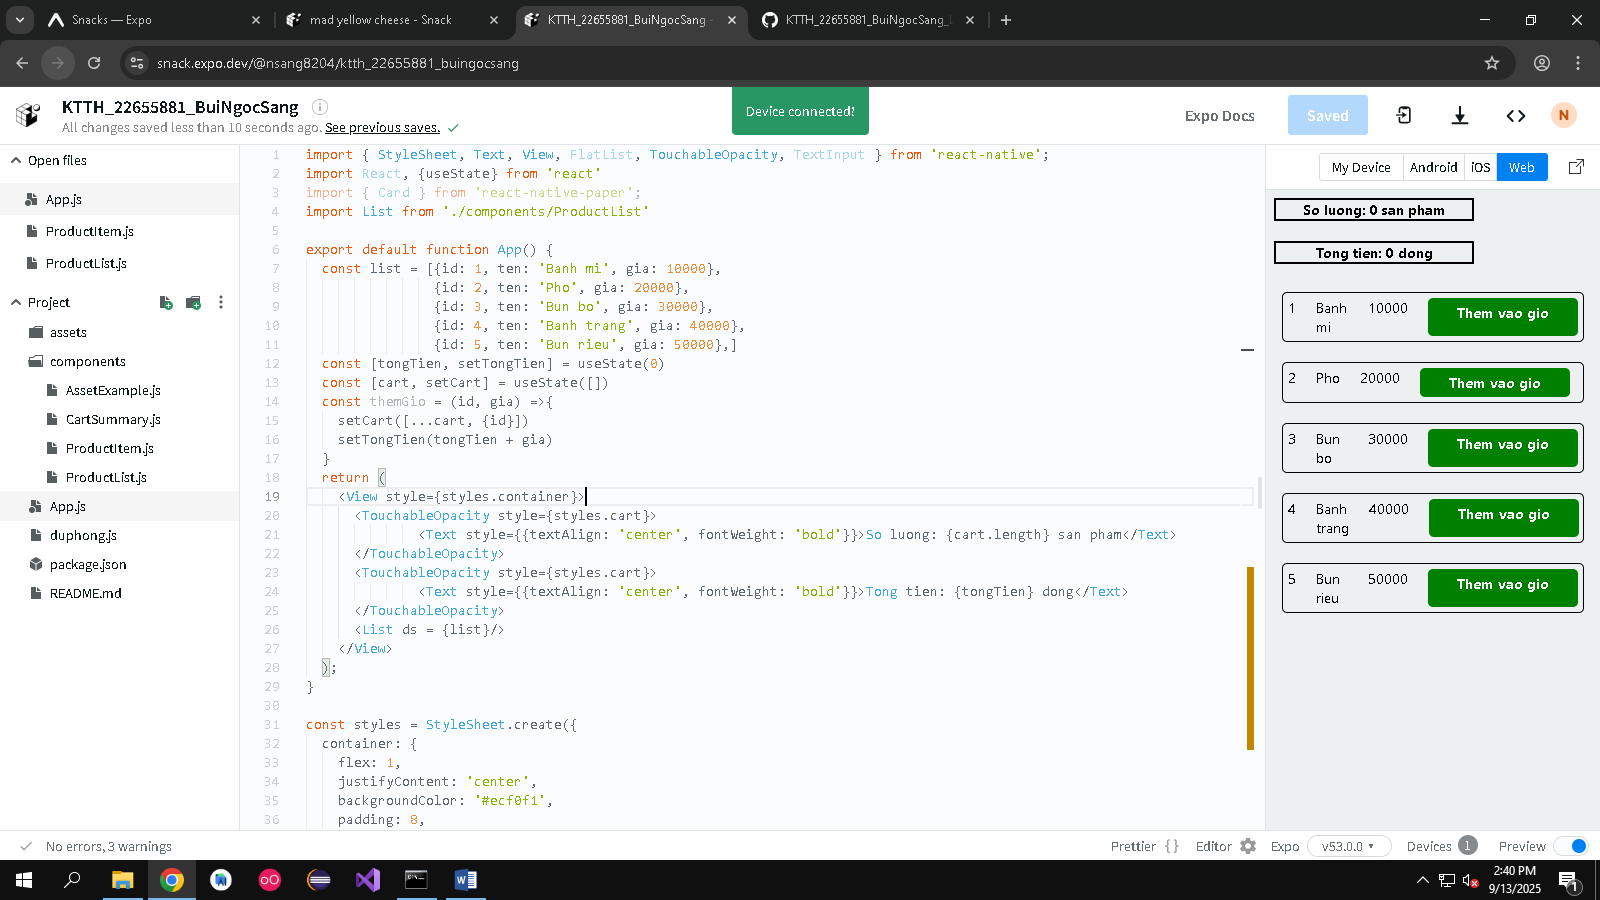 Snacks — Expo
mad yellow cheese - Snack
KTTH_22655881_BuiNgocSang -
KTTH_22655881_BuiNgocSang_
snack.expo.dev/@nsang8204/ktth_22655881_buingocsang
KTTH_22655881_BuiNgocSang
All changes saved less than 10 seconds ago. See previous saves.
Device connected!
Expo Docs
Saved
N
Open files
App.js
ProductItem.js
ProductList.js
Project
assets
components
AssetExample.js
CartSummary.js
ProductItem.js
ProductList.js
App.js
duphong.js
package.json
README.md
1 import { StyleSheet, Text, View, FlatList, TouchableOpacity, TextInput } from 'react-native';
2 import React, {useState} from 'react'
3 import { Card } from 'react-native-paper';
4 import List from './components/ProductList'
5
6 export default function App() {
7 const list = [{id: 1, ten: 'Banh mi', gia: 10000},
8 {id: 2, ten: 'Pho', gia: 20000},
9 {id: 3, ten: 'Bun bo', gia: 30000},
10 {id: 4, ten: 'Banh trang', gia: 40000},
11 {id: 5, ten: 'Bun rieu', gia: 50000},]
12 const [tongTien, setTongTien] = useState(0)
13 const [cart, setCart] = useState([])
14 const themGio = (id, gia) =>{
15 setCart([...cart, {id}])
16 setTongTien(tongTien + gia)
17 }
18 return (
19 <View style={styles.container}>
20 <TouchableOpacity style={styles.cart}>
21 <Text style={{textAlign: 'center', fontWeight: 'bold'}}>So luong: {cart.length} san pham</Text>
22 </TouchableOpacity>
23 <TouchableOpacity style={styles.cart}>
24 <Text style={{textAlign: 'center', fontWeight: 'bold'}}>Tong tien: {tongTien} dong</Text>
25 </TouchableOpacity>
26 <List ds = {list}/>
27 </View>
28 );
29 }
30
31 const styles = StyleSheet.create({
32 container: {
33 flex: 1,
34 justifyContent: 'center',
35 backgroundColor: '#ecf0f1',
36 padding: 8,
My Device
Android
iOS
Web
So luong: 0 san pham
Tong tien: 0 dong
1 Banh mi 10000 Them vao gio
2 Pho 20000 Them vao gio
3 Bun bo 30000 Them vao gio
4 Banh trang 40000 Them vao gio
5 Bun rieu 50000 Them vao gio
No errors, 3 warnings
Prettier {}
Editor
Expo
v53.0.0
Devices 1
Preview
2:40 PM
9/13/2025
1